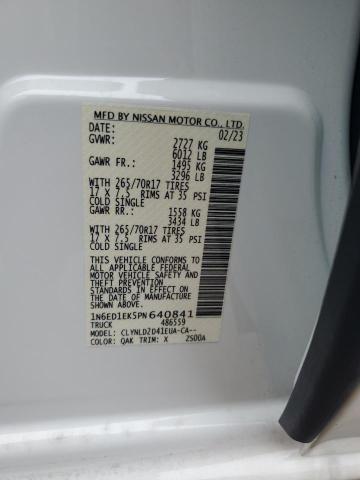 MFD BY NISSAN MOTOR CO., LTD.
DATE: 02/23
GVWR: 2727 KG
6012 LB
GAWR FR.: 1495 KG
3296 LB
WITH 265/70R17 TIRES
17 X 7.5 RIMS AT 35 PSI
COLD SINGLE
GAWR RR.: 1558 KG
3434 LB
WITH 265/70R17 TIRES
17 X 7.5 RIMS AT 35 PSI
COLD SINGLE
THIS VEHICLE CONFORMS TO
ALL APPLICABLE FEDERAL
MOTOR VEHICLE SAFETY AND
THEFT PREVENTION
STANDARDS IN EFFECT ON
THE DATE OF MANUFACTURE
SHOWN ABOVE.
1N6ED1EK5PN640841
TRUCK 486559
MODEL: CLYNLD2D41EUA-CA--
COLOR: QAK TRIM: X 2S00A